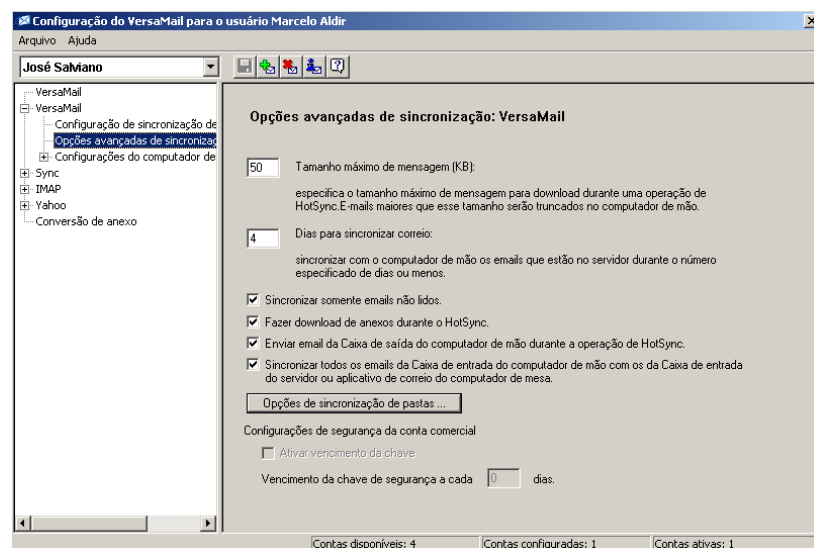 Configuração do VersaMail para o usuário Marcelo Aldir
Arquivo Ajuda
José Salviano
VersaMail
VersaMail
Configuração de sincronização de
Opções avançadas de sincronizaç
Configurações do computador de
Sync
IMAP
Yahoo
Conversão de anexo
Opções avançadas de sincronização: VersaMail
50 Tamanho máximo de mensagem (KB):
especifica o tamanho máximo de mensagem para download durante uma operação de
HotSync.E-mails maiores que esse tamanho serão truncados no computador de mão.
4 Dias para sincronizar correio:
sincronizar com o computador de mão os emails que estão no servidor durante o número
especificado de dias ou menos.
Sincronizar somente emails não lidos.
Fazer download de anexos durante o HotSync.
Enviar email da Caixa de saída do computador de mão durante a operação de HotSync.
Sincronizar todos os emails da Caixa de entrada do computador de mão com os da Caixa de entrada
do servidor ou aplicativo de correio do computador de mesa.
Opções de sincronização de pastas ...
Configurações de segurança da conta comercial
Ativar vencimento da chave
Vencimento da chave de segurança a cada 0 dias.
Contas disponíveis: 4 Contas configuradas: 1 Contas ativas: 1